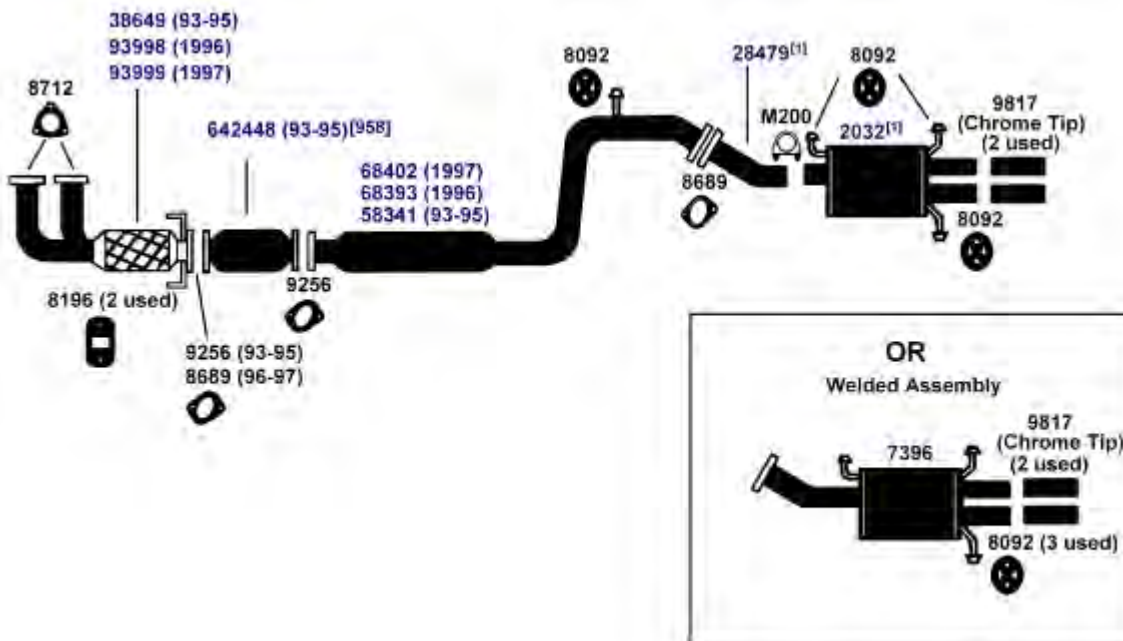 38649 (93-95)
93998 (1996)
93999 (1997)
8712
642448 (93-95)[958]
8092
28479[1]
8092
M200
9817
(Chrome Tip)
(2 used)
2032[1]
68402 (1997)
68393 (1996)
58341 (93-95)
8689
8092
8196 (2 used)
9256
9256 (93-95)
8689 (96-97)
OR
Welded Assembly
7396
9817
(Chrome Tip)
(2 used)
8092 (3 used)